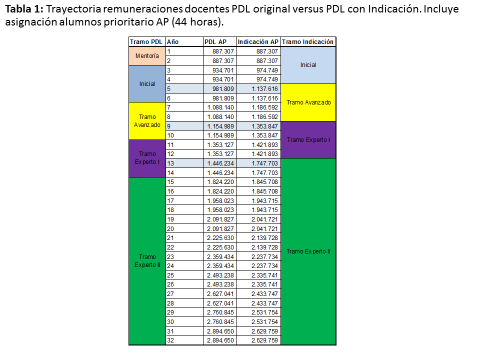 Tabla 1: Trayectoria remuneraciones docentes PDL original versus PDL con Indicación. Incluye
asignación alumnos prioritario AP (44 horas).
Tramo PDL Año PDL AP Indicación AP Tramo Indicación
Mentoría
Inicial
Tramo Avanzado
Tramo Experto I
Tramo Experto II
1 887.307 887.307
2 887.307 887.307
3 934.701 974.749
4 934.701 974.749
5 981.809 1.137.616
6 981.809 1.137.616
7 1.088.140 1.186.592
8 1.088.140 1.186.592
9 1.154.989 1.353.847
10 1.154.989 1.353.847
11 1.353.127 1.421.893
12 1.353.127 1.421.893
13 1.446.234 1.747.703
14 1.446.234 1.747.703
15 1.824.220 1.845.708
16 1.824.220 1.845.708
17 1.958.023 1.943.715
18 1.958.023 1.943.715
19 2.091.827 2.041.721
20 2.091.827 2.041.721
21 2.225.630 2.139.728
22 2.225.630 2.139.728
23 2.359.434 2.237.734
24 2.359.434 2.237.734
25 2.493.238 2.335.741
26 2.493.238 2.335.741
27 2.627.041 2.433.747
28 2.627.041 2.433.747
29 2.760.845 2.531.754
30 2.760.845 2.531.754
31 2.894.650 2.629.759
32 2.894.650 2.629.759
Inicial
Tramo Avanzado
Tramo Experto I
Tramo Experto II